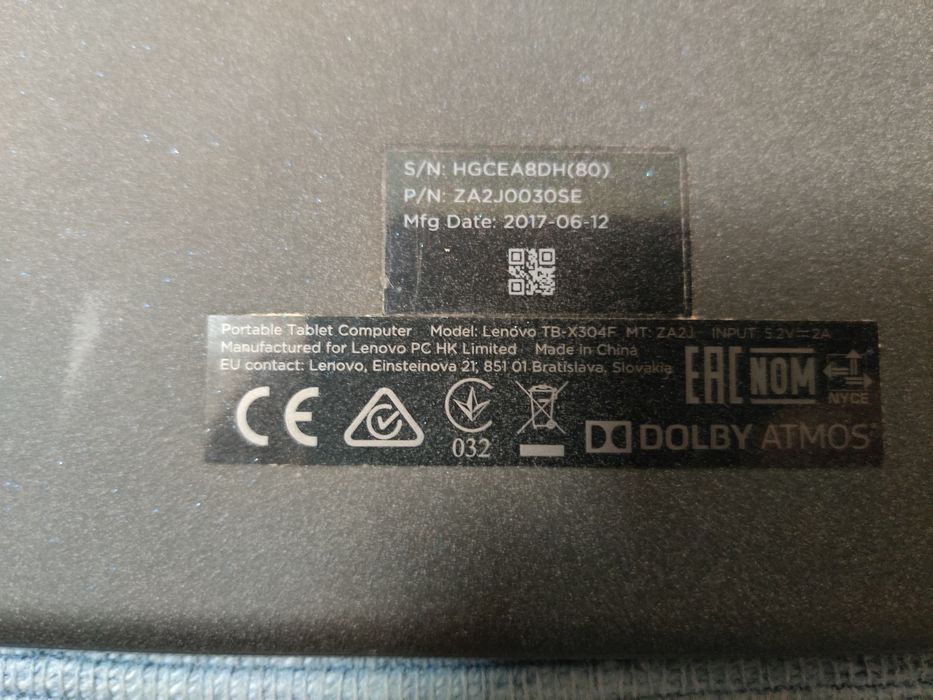 S/N: HGCEA8DH(80)
P/N: ZA2J0030SE
Mfg Date: 2017-06-12
Portable Tablet Computer Model: Lenovo TB-X304F MT: ZA2J INPUT: 5.2V⎓2A
Manufactured for Lenovo PC HK Limited Made in China
EU contact: Lenovo, Einsteinova 21, 851 01 Bratislava, Slovakia
EAC NOM NYCE
CE 032 DOLBY ATMOS